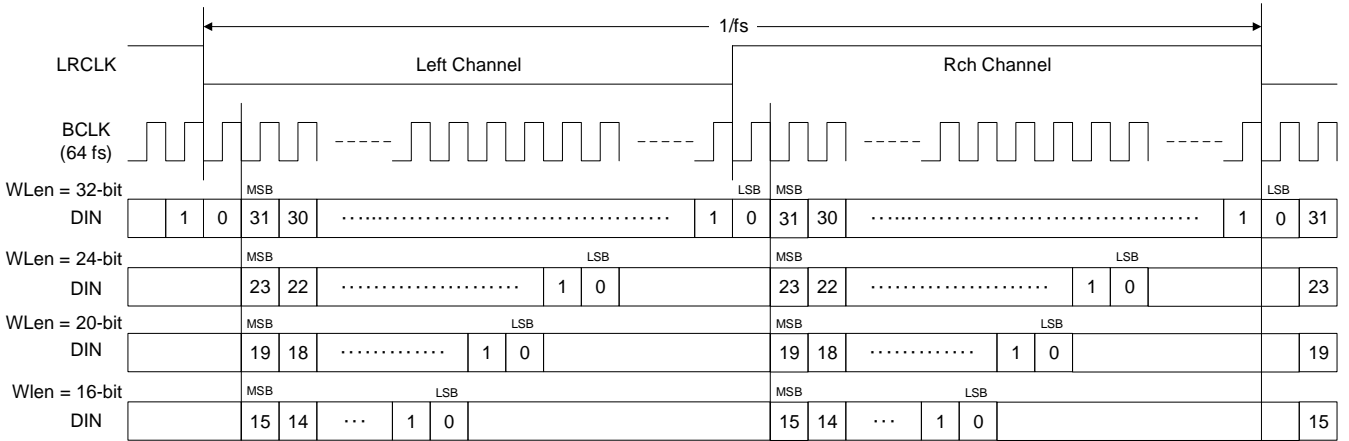 1/fs
LRCLK Left Channel Rch Channel
BCLK
(64 fs)
WLen = 32-bit MSB LSB MSB LSB
DIN 1 0 31 30 1 0 31 30 1 0 31
WLen = 24-bit MSB LSB MSB LSB
DIN 23 22 1 0 23 22 1 0 23
WLen = 20-bit MSB LSB MSB LSB
DIN 19 18 1 0 19 18 1 0 19
Wlen = 16-bit MSB LSB MSB LSB
DIN 15 14 ... 1 0 15 14 ... 1 0 15